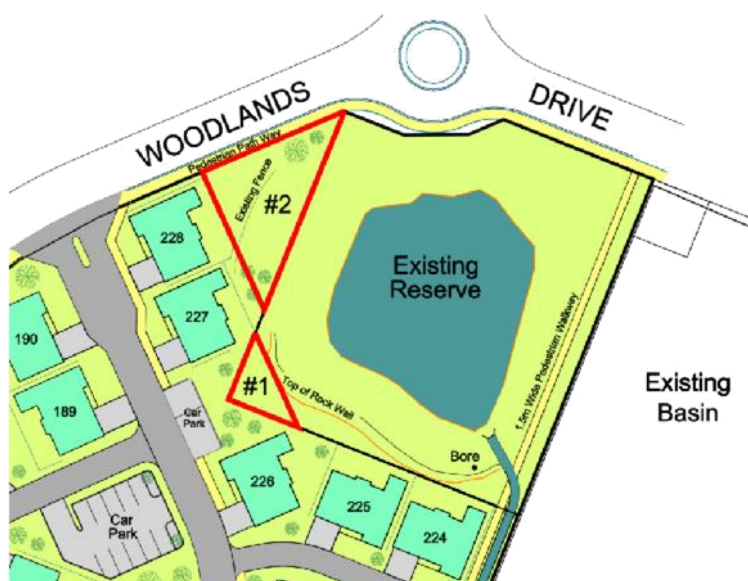 WOODLANDS
DRIVE
Pedestrian Path Way
Existing Fence
#2
228
Existing
Reserve
227
190
1.5m Wide Pedestrian Walkway
#1
Top of Rock Wall
189
Car
Park
Existing
Basin
Bore
226
225
224
Car
Park